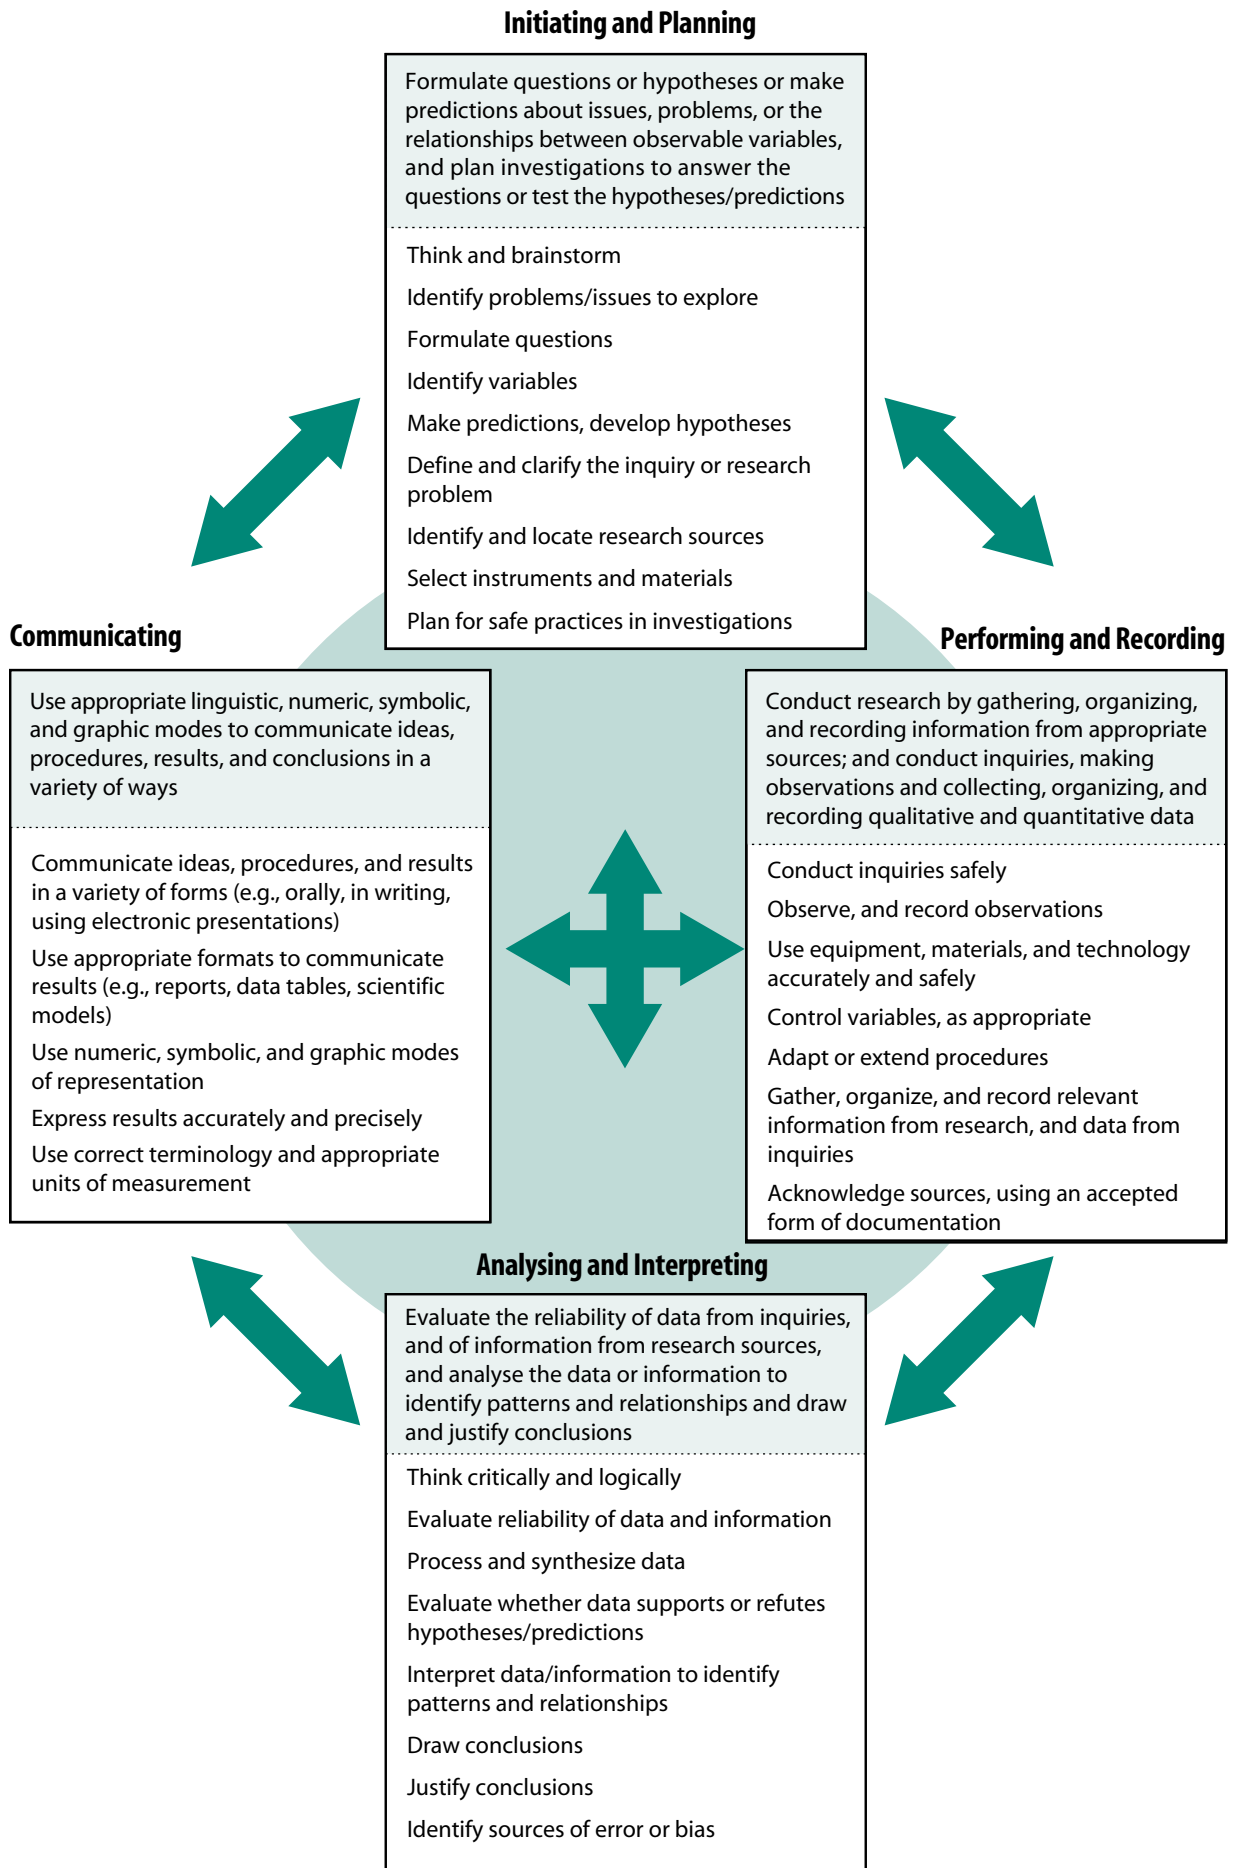 Initiating and Planning
Formulate questions or hypotheses or make
predictions about issues, problems, or the
relationships between observable variables,
and plan investigations to answer the
questions or test the hypotheses/predictions
Think and brainstorm
Identify problems/issues to explore
Formulate questions
Identify variables
Make predictions, develop hypotheses
Define and clarify the inquiry or research
problem
Identify and locate research sources
Select instruments and materials
Plan for safe practices in investigations
Communicating
Use appropriate linguistic, numeric, symbolic,
and graphic modes to communicate ideas,
procedures, results, and conclusions in a
variety of ways
Communicate ideas, procedures, and results
in a variety of forms (e.g., orally, in writing,
using electronic presentations)
Use appropriate formats to communicate
results (e.g., reports, data tables, scientific
models)
Use numeric, symbolic, and graphic modes
of representation
Express results accurately and precisely
Use correct terminology and appropriate
units of measurement
Performing and Recording
Conduct research by gathering, organizing,
and recording information from appropriate
sources; and conduct inquiries, making
observations and collecting, organizing, and
recording qualitative and quantitative data
Conduct inquiries safely
Observe, and record observations
Use equipment, materials, and technology
accurately and safely
Control variables, as appropriate
Adapt or extend procedures
Gather, organize, and record relevant
information from research, and data from
inquiries
Acknowledge sources, using an accepted
form of documentation
Analysing and Interpreting
Evaluate the reliability of data from inquiries,
and of information from research sources,
and analyse the data or information to
identify patterns and relationships and draw
and justify conclusions
Think critically and logically
Evaluate reliability of data and information
Process and synthesize data
Evaluate whether data supports or refutes
hypotheses/predictions
Interpret data/information to identify
patterns and relationships
Draw conclusions
Justify conclusions
Identify sources of error or bias